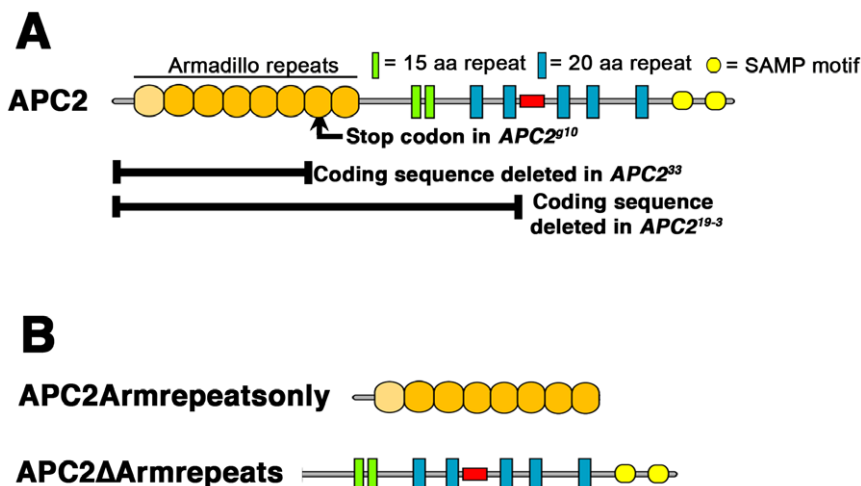 A
Armadillo repeats
= 15 aa repeat
= 20 aa repeat
= SAMP motif
APC2
Stop codon in APC2g10
Coding sequence deleted in APC233
Coding sequence
deleted in APC219-3
B
APC2Armrepeatsonly
APC2ΔArmrepeats